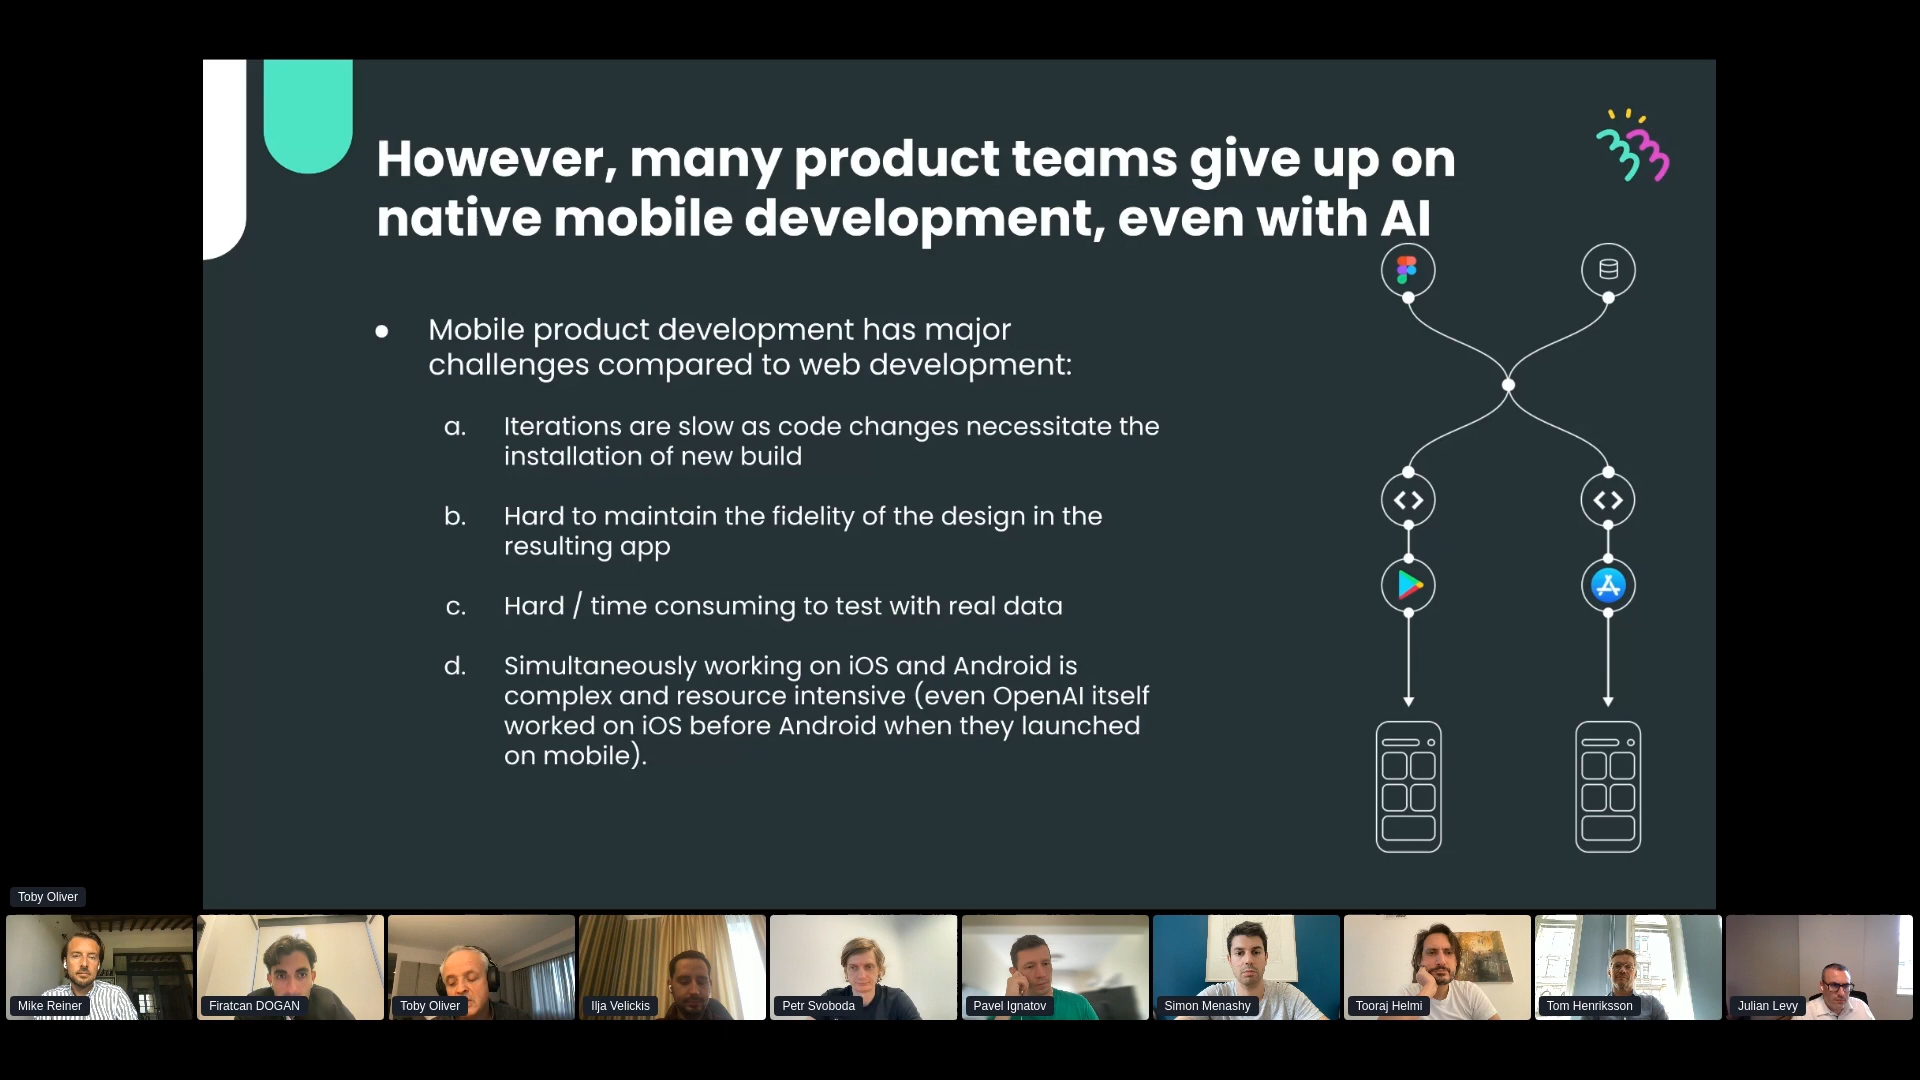 However, many product teams give up on
native mobile development, even with AI
● Mobile product development has major
challenges compared to web development:
a. Iterations are slow as code changes necessitate the
installation of new build
b. Hard to maintain the fidelity of the design in the
resulting app
c. Hard / time consuming to test with real data
d. Simultaneously working on iOS and Android is
complex and resource intensive (even OpenAI itself
worked on iOS before Android when they launched
on mobile).
Toby Oliver
Mike Reiner
Firatcan DOGAN
Toby Oliver
Ilja Velickis
Petr Svoboda
Pavel Ignatov
Simon Menashy
Tooraj Helmi
Tom Henriksson
Julian Levy